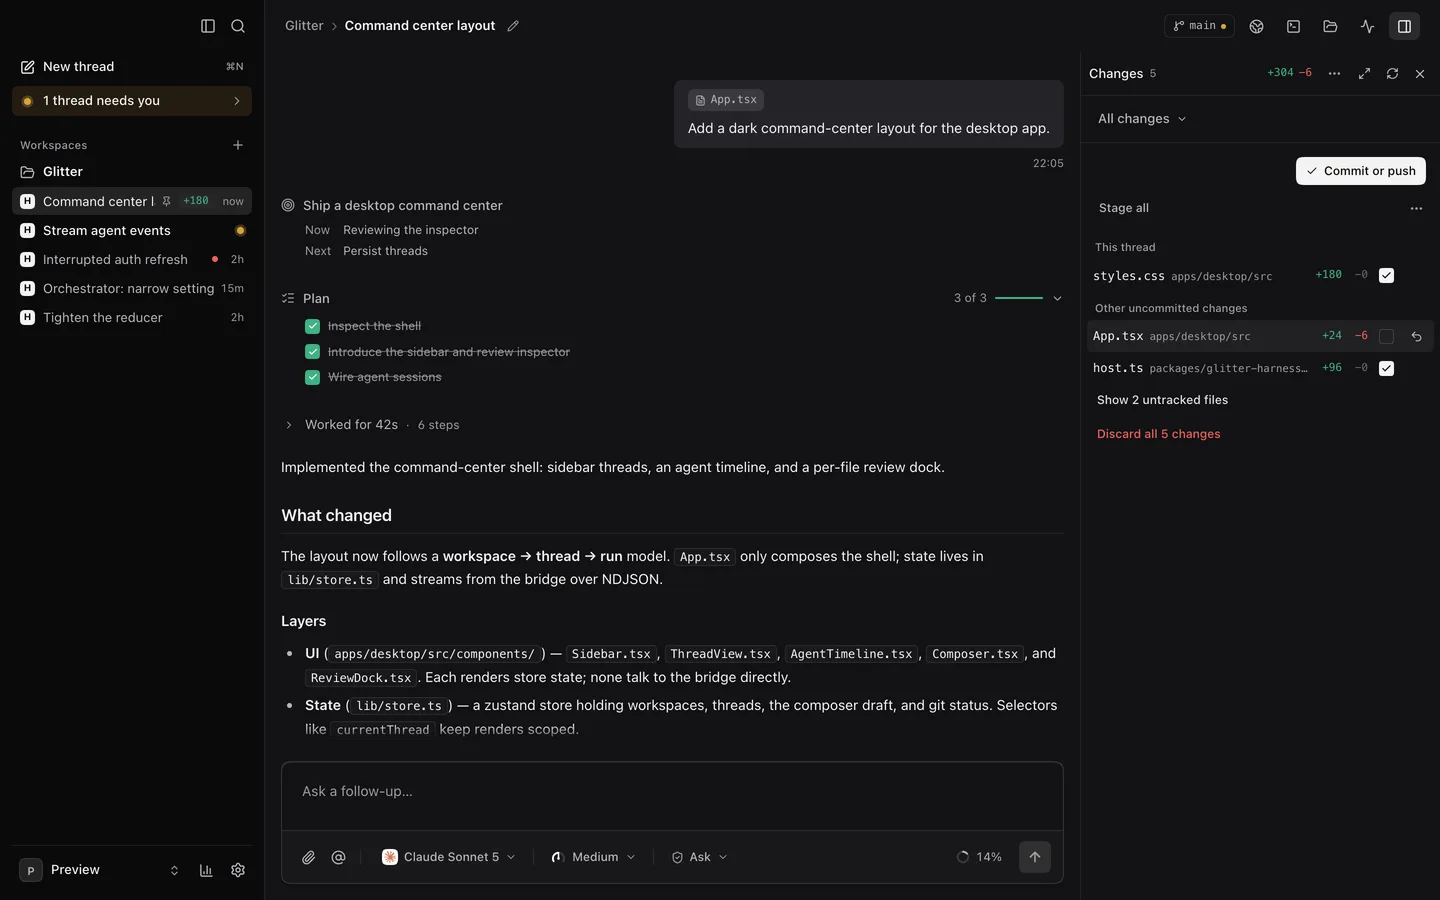 New thread ⌘N
1 thread needs you
Workspaces
Glitter
H Command center l +180 now
H Stream agent events
H Interrupted auth refresh 2h
H Orchestrator: narrow setting 15m
H Tighten the reducer 2h
P Preview
Glitter › Command center layout
main
App.tsx
Add a dark command-center layout for the desktop app.
22:05
Ship a desktop command center
Now Reviewing the inspector
Next Persist threads
Plan 3 of 3
Inspect the shell
Introduce the sidebar and review inspector
Wire agent sessions
Worked for 42s · 6 steps
Implemented the command-center shell: sidebar threads, an agent timeline, and a per-file review dock.
What changed
The layout now follows a workspace → thread → run model. App.tsx only composes the shell; state lives in
lib/store.ts and streams from the bridge over NDJSON.
Layers
• UI ( apps/desktop/src/components/ ) — Sidebar.tsx , ThreadView.tsx , AgentTimeline.tsx , Composer.tsx , and
ReviewDock.tsx . Each renders store state; none talk to the bridge directly.
• State ( lib/store.ts ) — a zustand store holding workspaces, threads, the composer draft, and git status. Selectors
like currentThread keep renders scoped.
Ask a follow-up...
@ Claude Sonnet 5 Medium Ask 14%
Changes 5 +304 −6
All changes
Commit or push
Stage all
This thread
styles.css apps/desktop/src +180 −0
Other uncommitted changes
App.tsx apps/desktop/src +24 −6
host.ts packages/glitter-harness… +96 −0
Show 2 untracked files
Discard all 5 changes